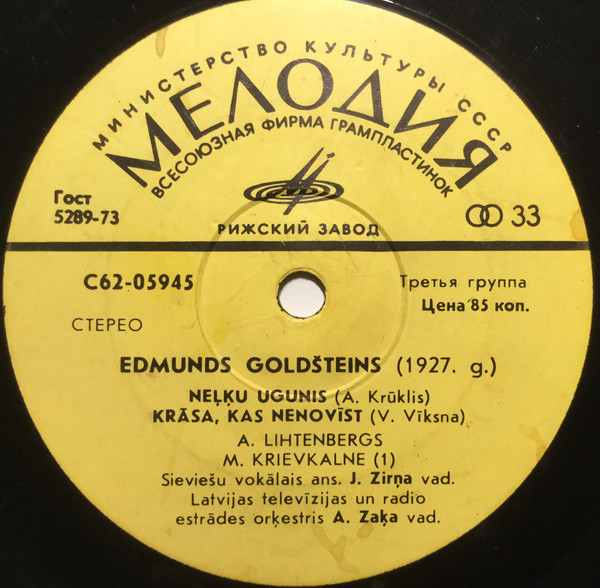 МИНИСТЕРСТВО КУЛЬТУРЫ СССР
МЕЛОДИЯ
ВСЕСОЮЗНАЯ ФИРМА ГРАМПЛАСТИНОК
Гост
5289-73
33
РИЖСКИЙ ЗАВОД
С62-05945
Третья группа
Цена 85 коп.
СТЕРЕО
EDMUNDS GOLDŠTEINS (1927. g.)
NEĻĶU UGUNIS (A. Krūklis)
KRĀSA, KAS NENOVĪST (V. Vīksna)
A. LIHTENBERGS
M. KRIEVKALNE (1)
Sieviešu vokālais ans. J. Zirņa vad.
Latvijas televīzijas un radio
estrādes orķestris A. Zaķa vad.